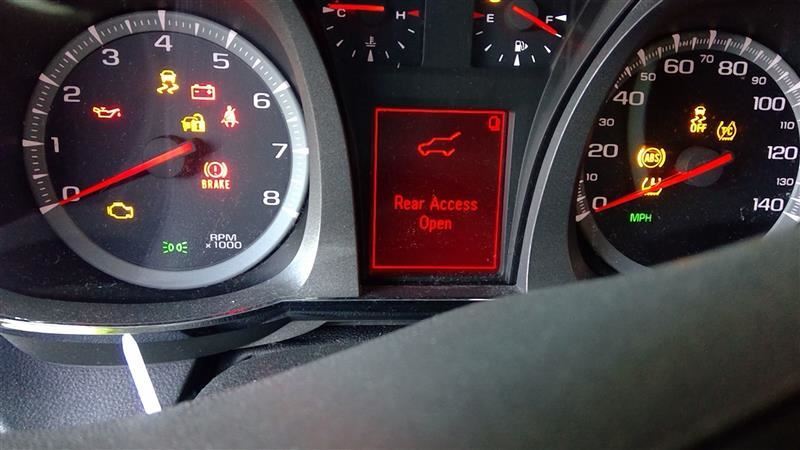 C H
E F
0 1 2 3 4 5 6 7 8
BRAKE
RPM
x1000
Rear Access
Open
0 20 40 50 60 70 80 90 100 110 120 130 140
OFF
TC
ABS
MPH